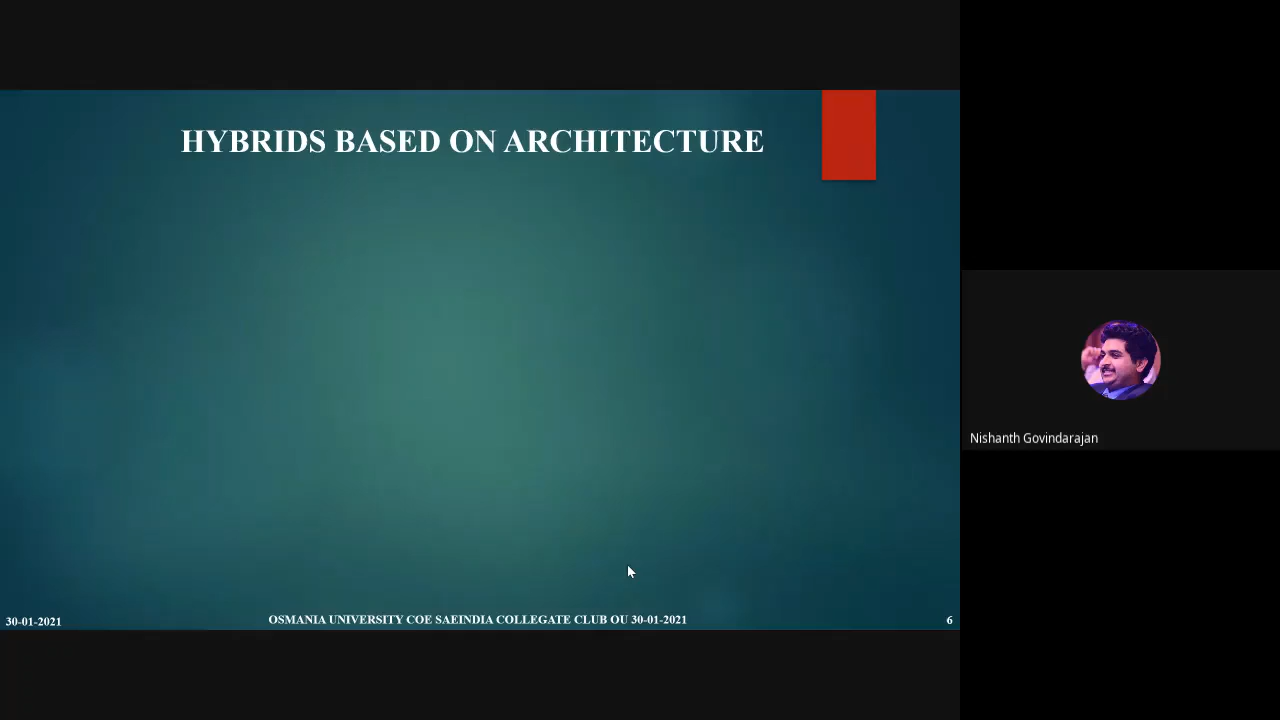 HYBRIDS BASED ON ARCHITECTURE
Nishanth Govindarajan
30-01-2021
OSMANIA UNIVERSITY COE SAEINDIA COLLEGATE CLUB OU 30-01-2021
6